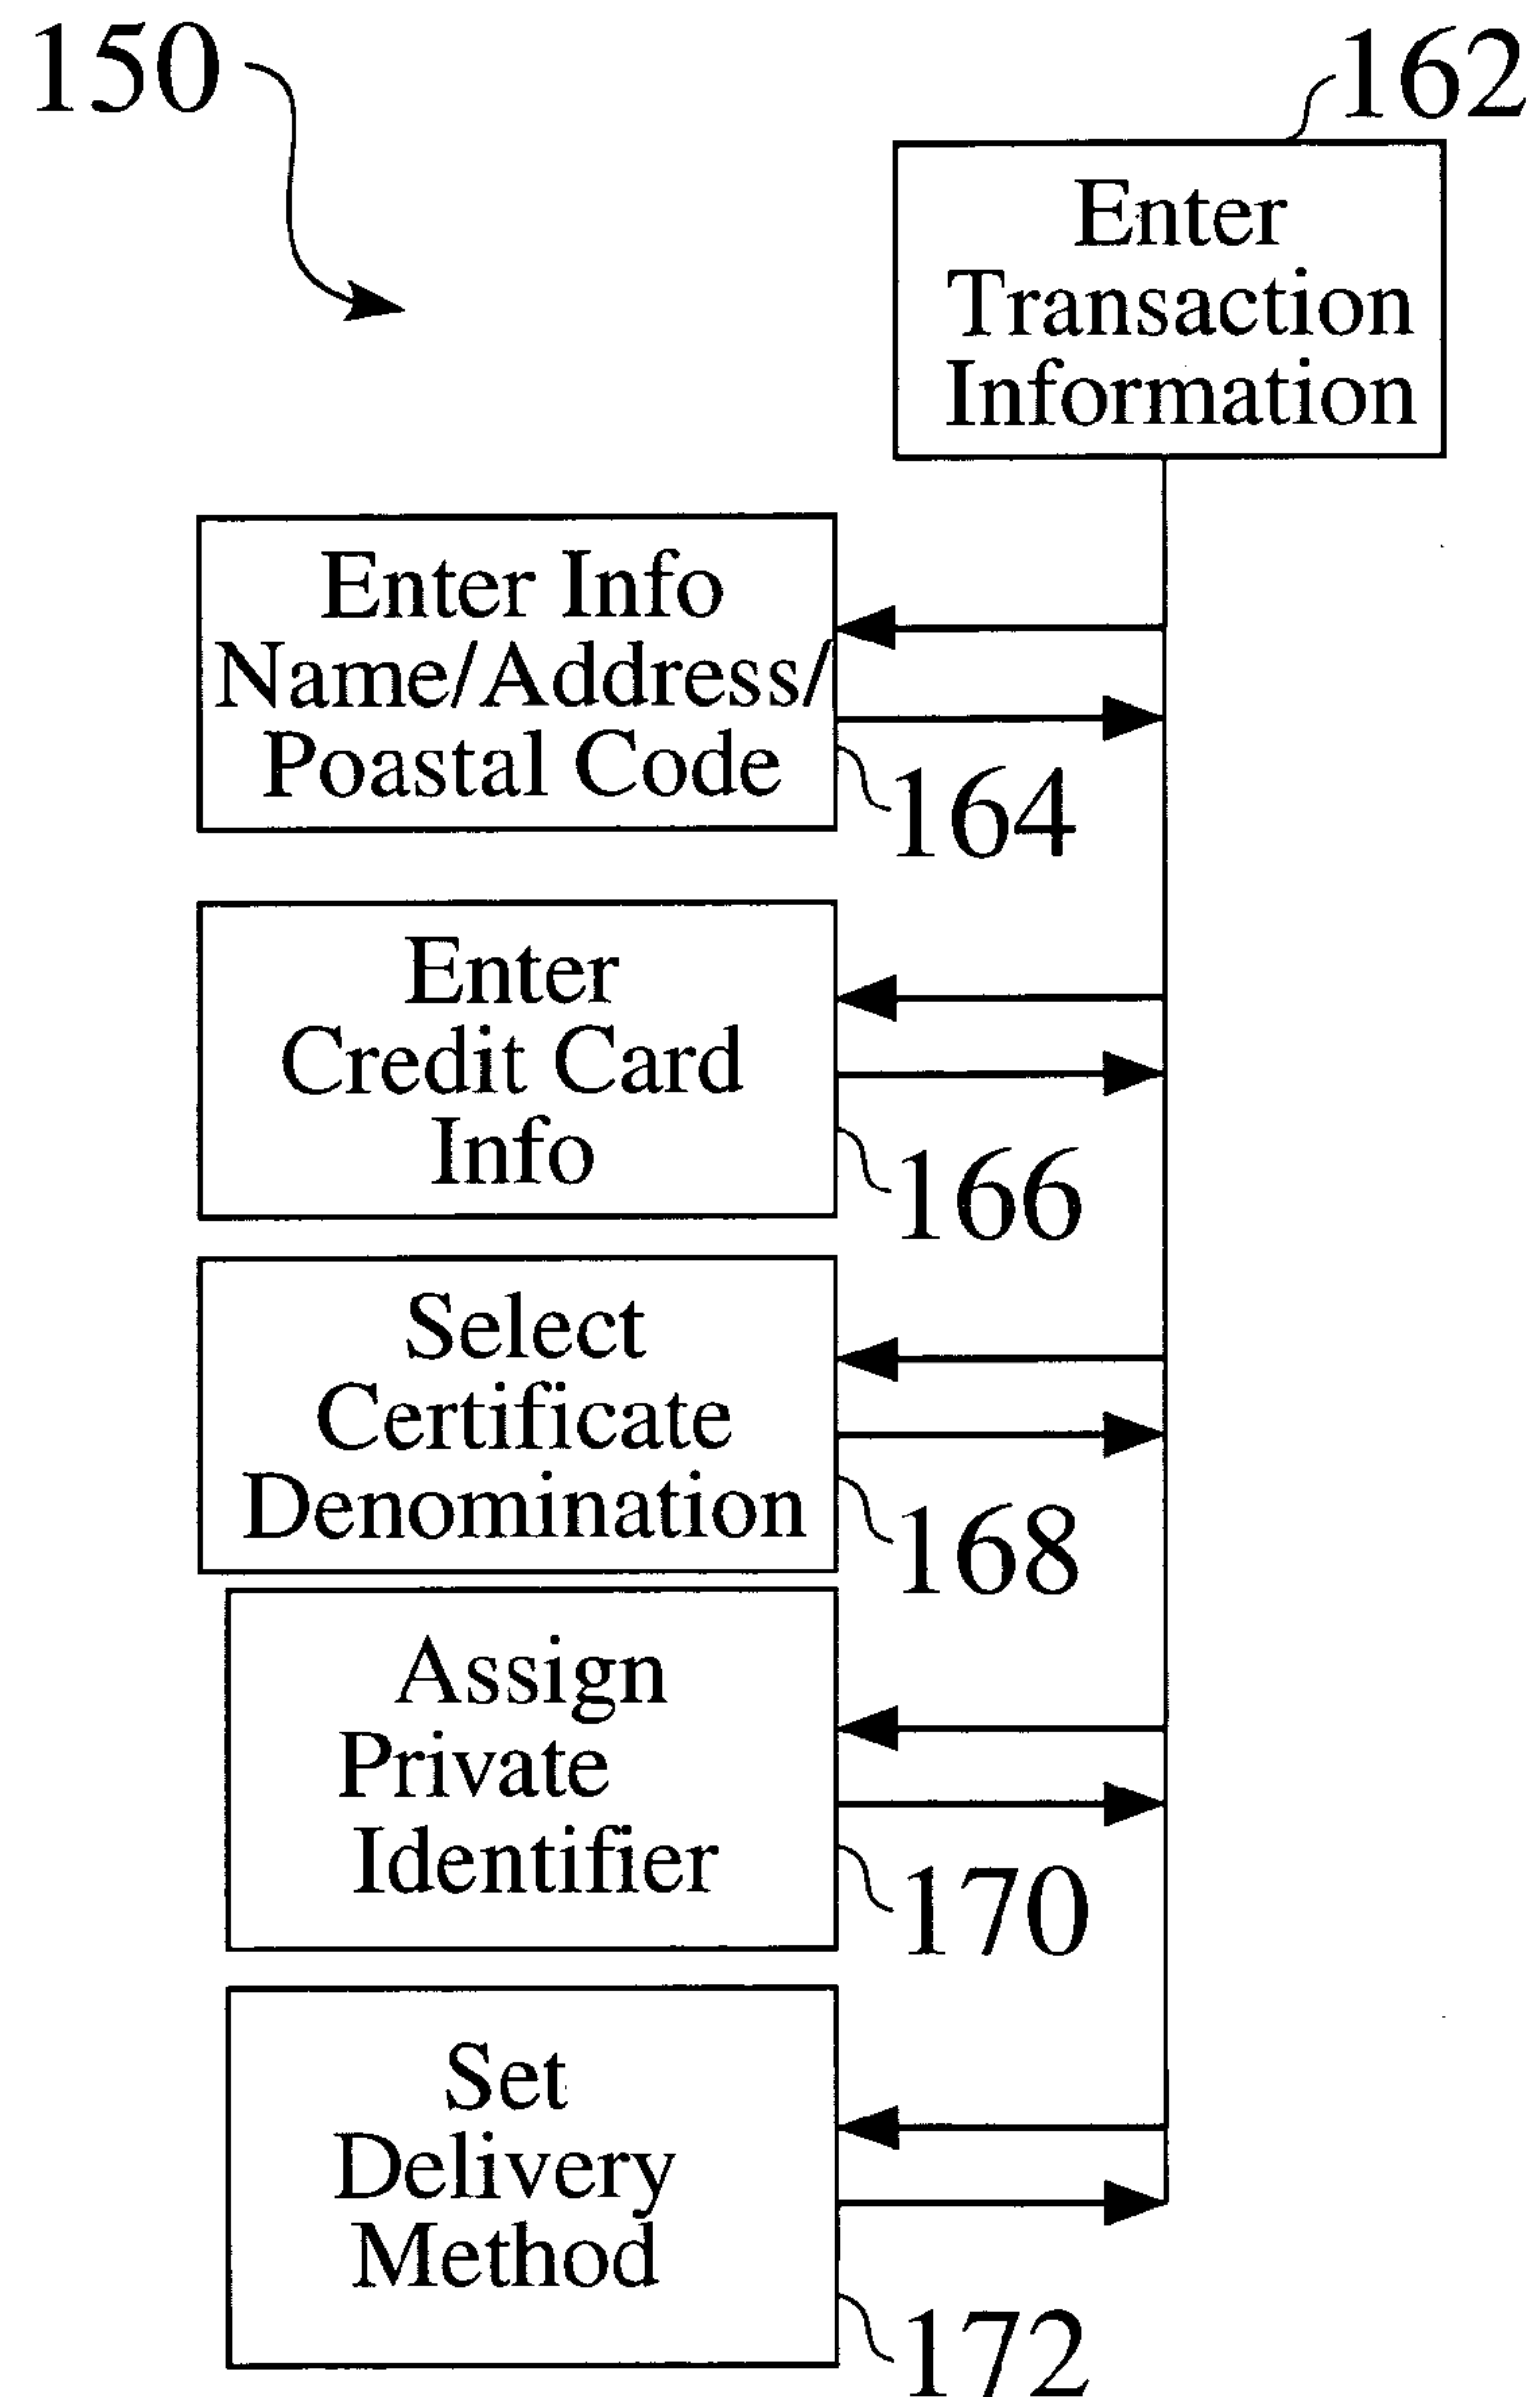 150
162
Enter
Transaction
Information
Enter Info
Name/Address/
Poastal Code
164
Enter
Credit Card
Info
166
Select
Certificate
Denomination
168
Assign
Private
Identifier
170
Set
Delivery
Method
172